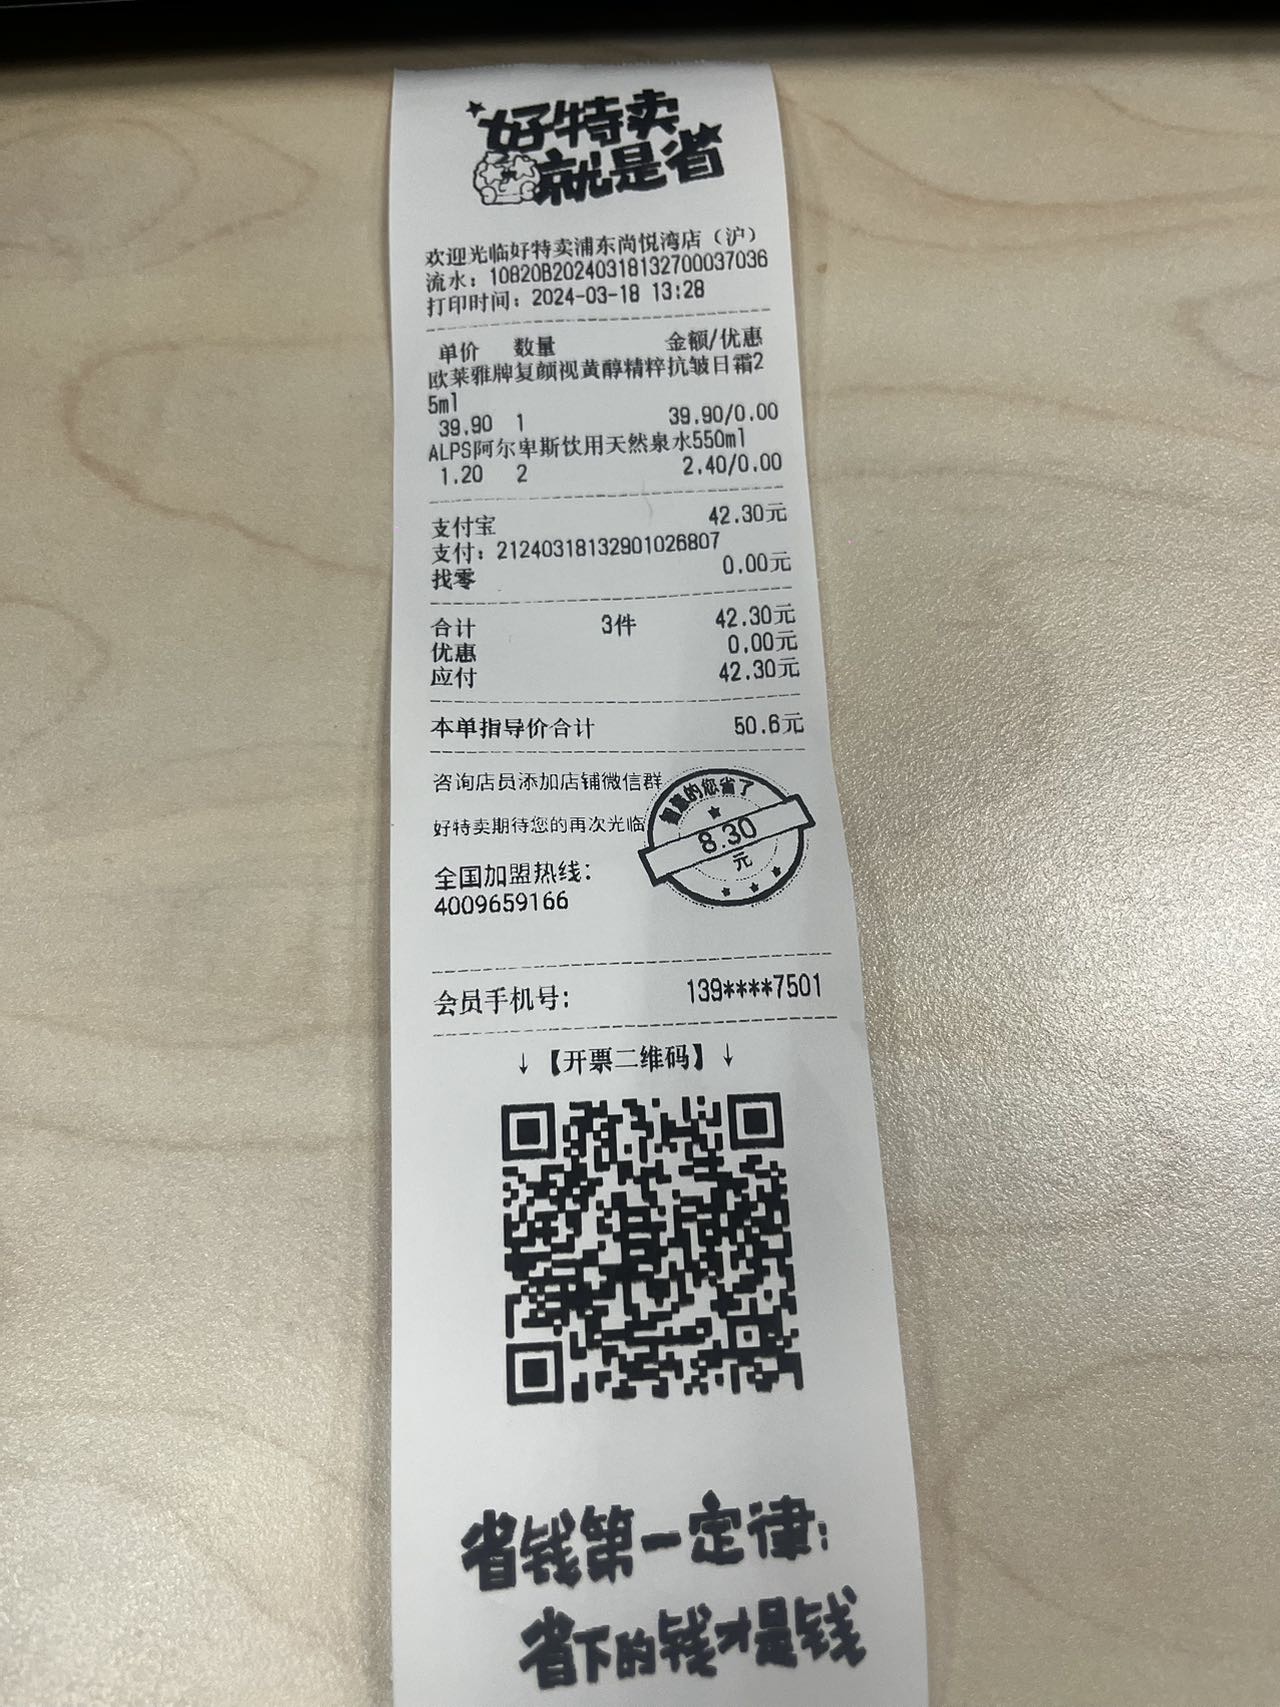 好特卖
就是省
欢迎光临好特卖浦东尚悦湾店（沪）
流水：10820B20240318132700037036
打印时间：2024-03-18 13:28
单价 数量 金额/优惠
欧莱雅牌复颜视黄醇精粹抗皱日霜2
5ml
39.90 1 39.90/0.00
ALPS阿尔卑斯饮用天然泉水550ml
1.20 2 2.40/0.00
支付宝 42.30元
支付：21240318132901026807
找零 0.00元
合计 3件 42.30元
优惠 0.00元
应付 42.30元
本单指导价合计 50.6元
咨询店员添加店铺微信群
好特卖期待您的再次光临
智慧的您省了
8.30
元
全国加盟热线：
4009659166
会员手机号： 139****7501
↓【开票二维码】↓
省钱第一定律：
省下的钱才是钱